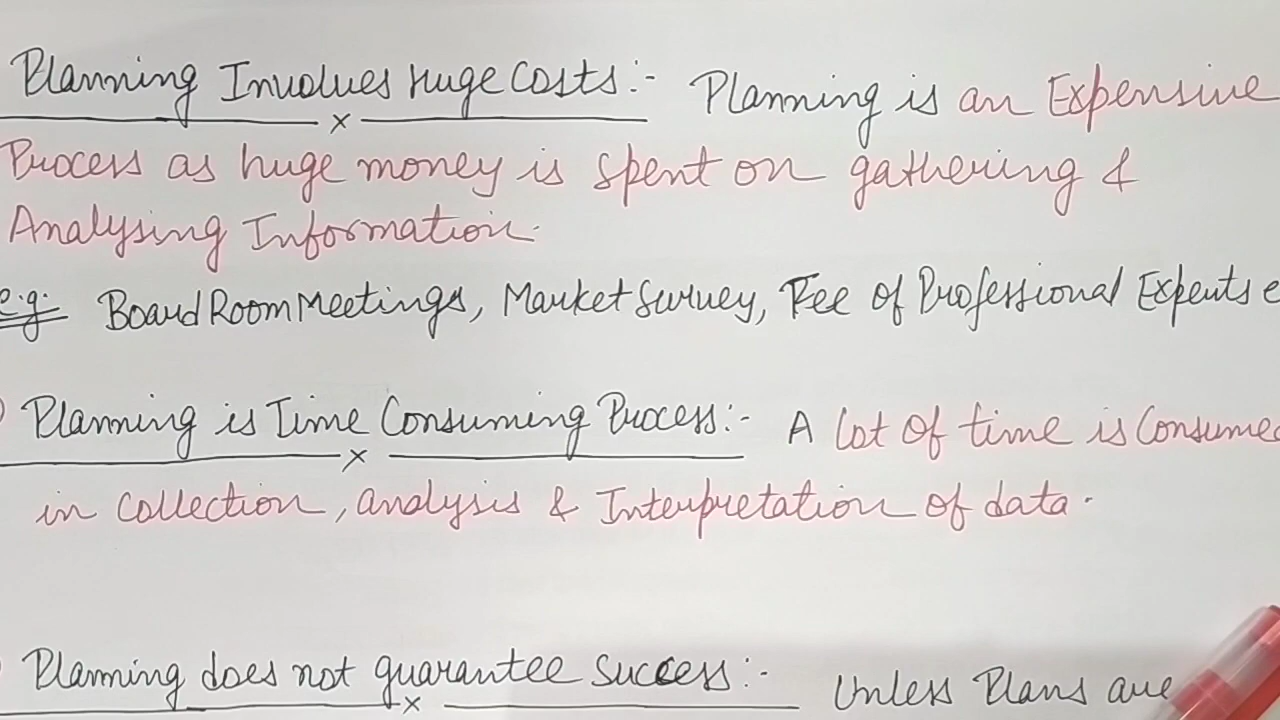 Planning Involves Huge Costs:- Planning is an Expensive
Process as huge money is spent on gathering &
Analysing Information.
e.g: Board Room Meetings, Market Survey, Fee of Professional Experts e
) Planning is Time Consuming Process:- A lot of time is Consumed
in collection, analysis & Interpretation of data.
Planning does not guarantee success:- Unless Plans are